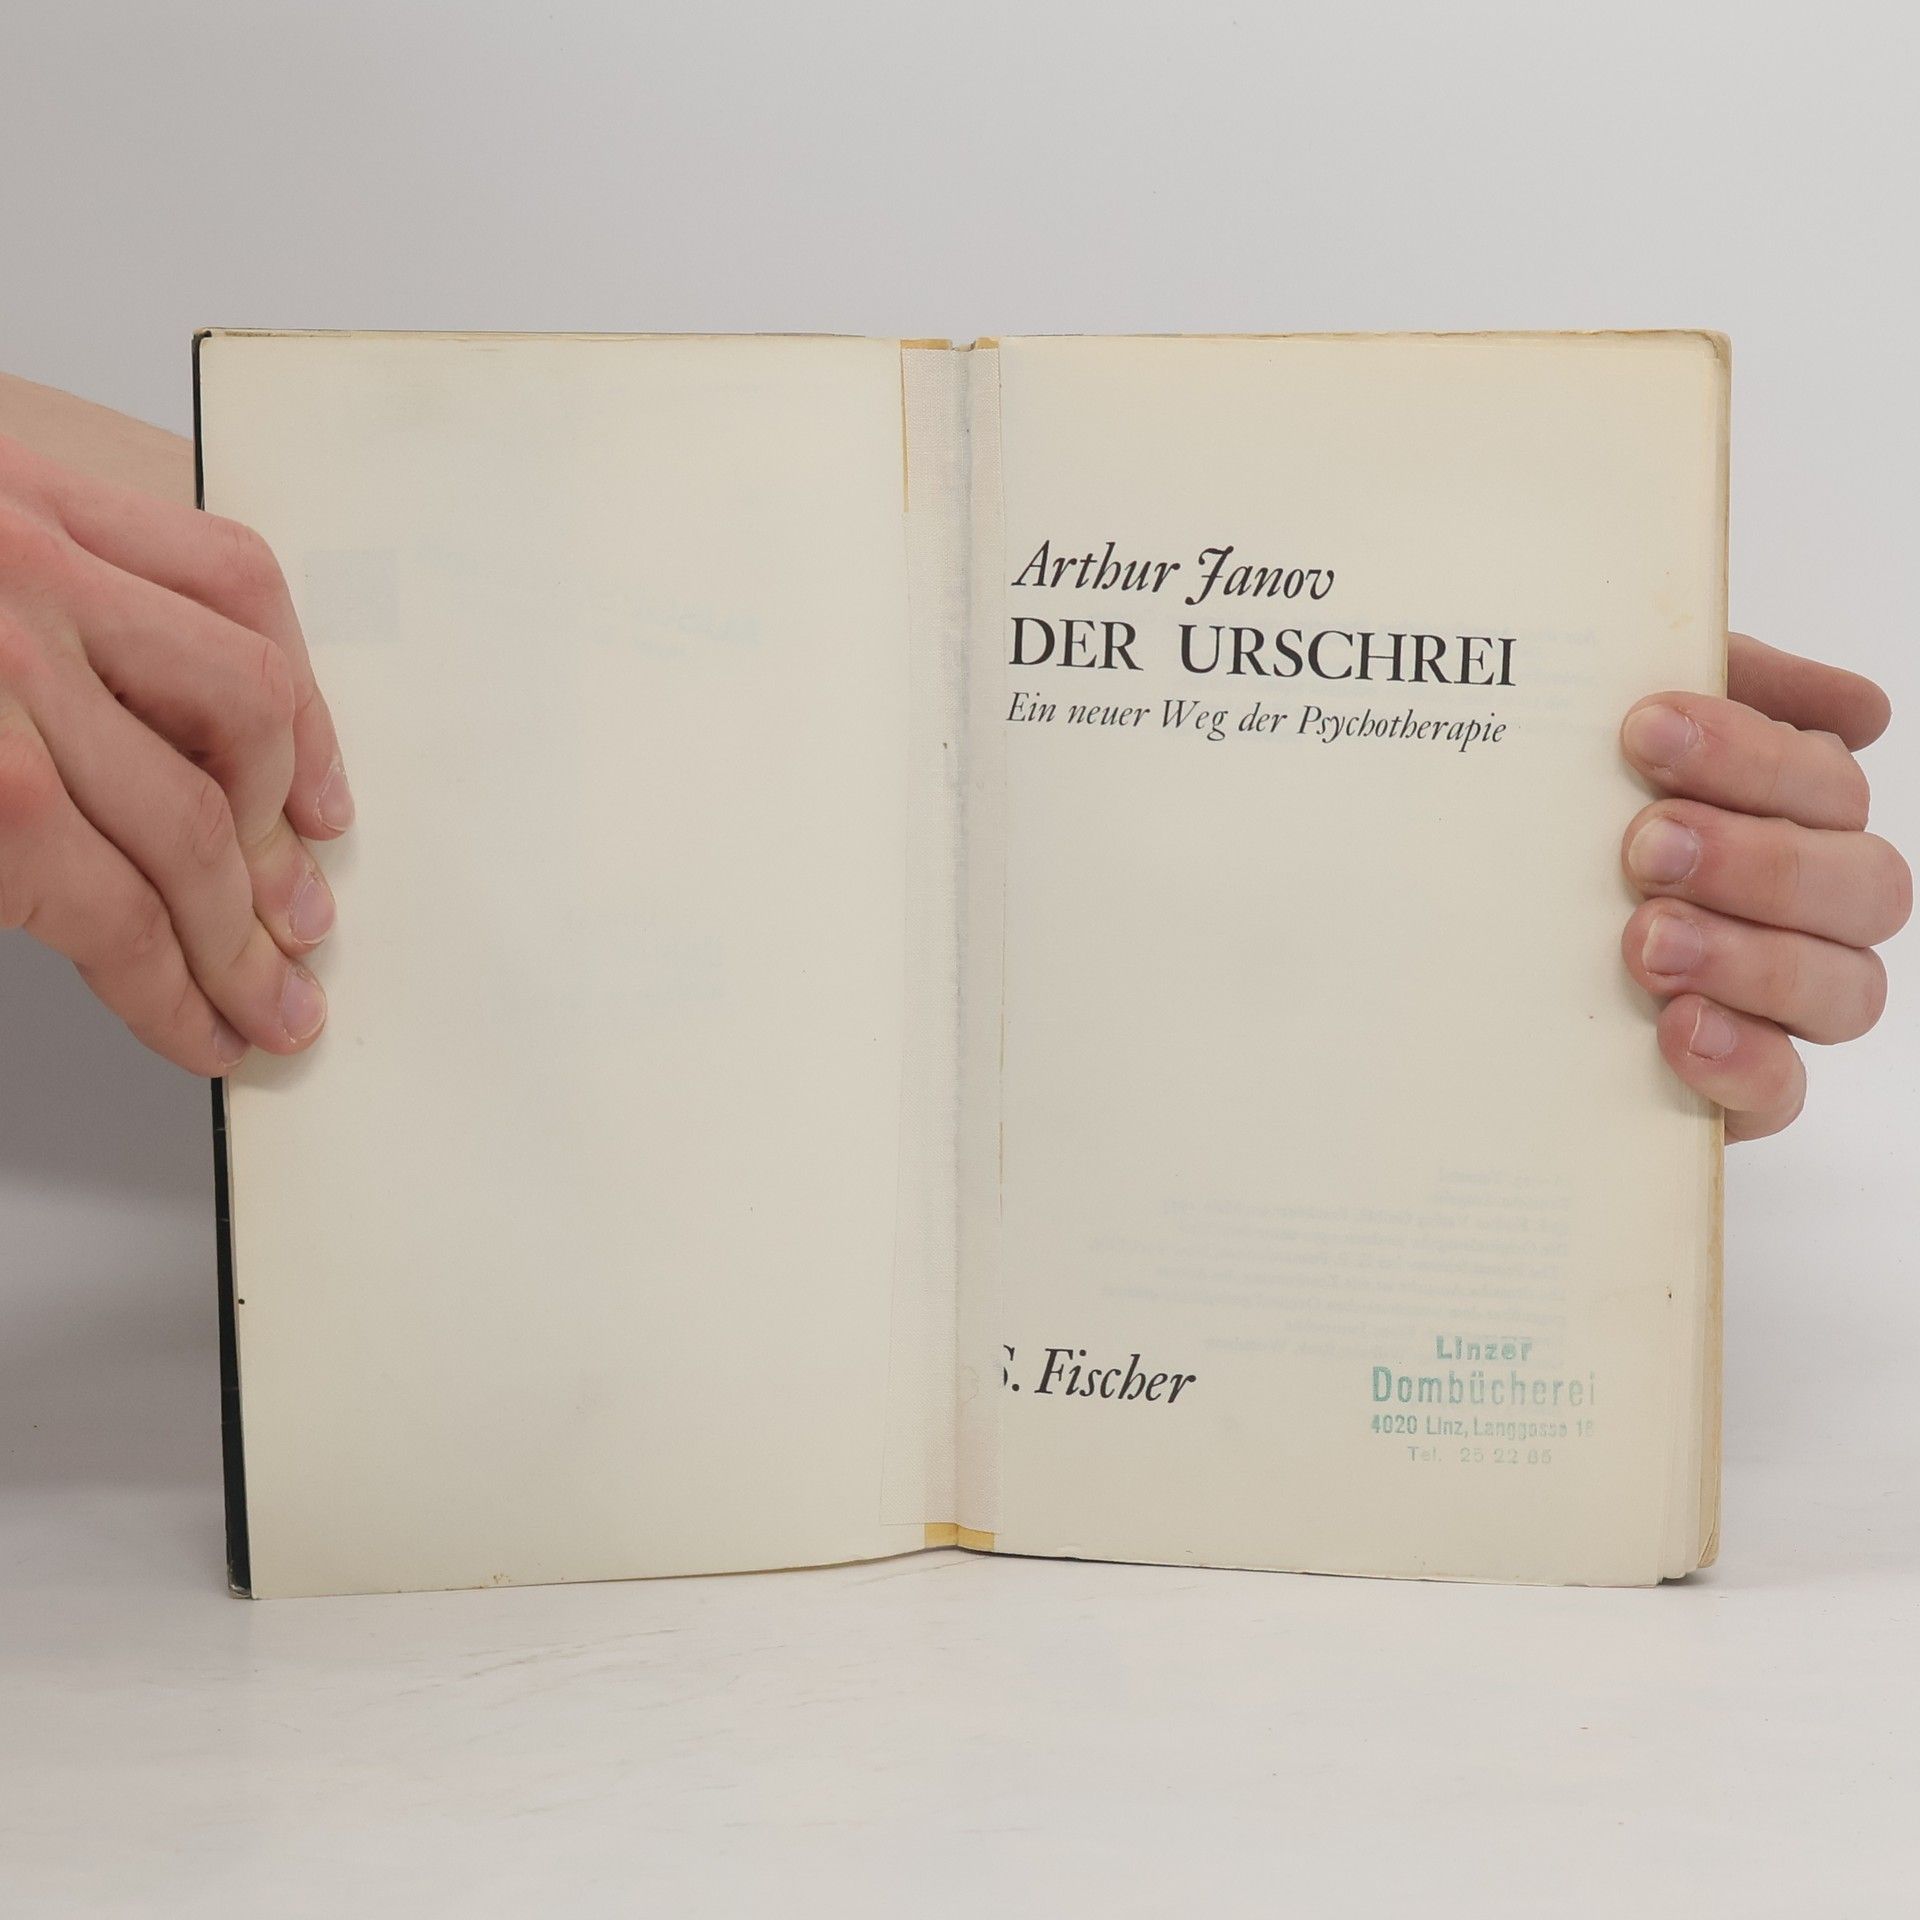 Arthur Janov
DER URSCHREI
Ein neuer Weg der Psychotherapie
S. Fischer
Linzer
Dombücherei
4020 Linz, Langgasse 18
Tel. 25 22 85